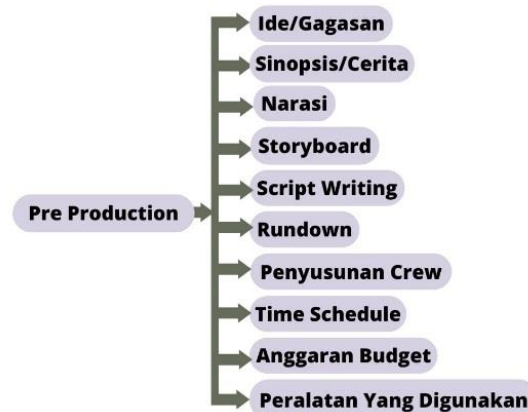 Ide/Gagasan
Sinopsis/Cerita
Narasi
Storyboard
Script Writing
Pre Production
Rundown
Penyusunan Crew
Time Schedule
Anggaran Budget
Peralatan Yang Digunakan